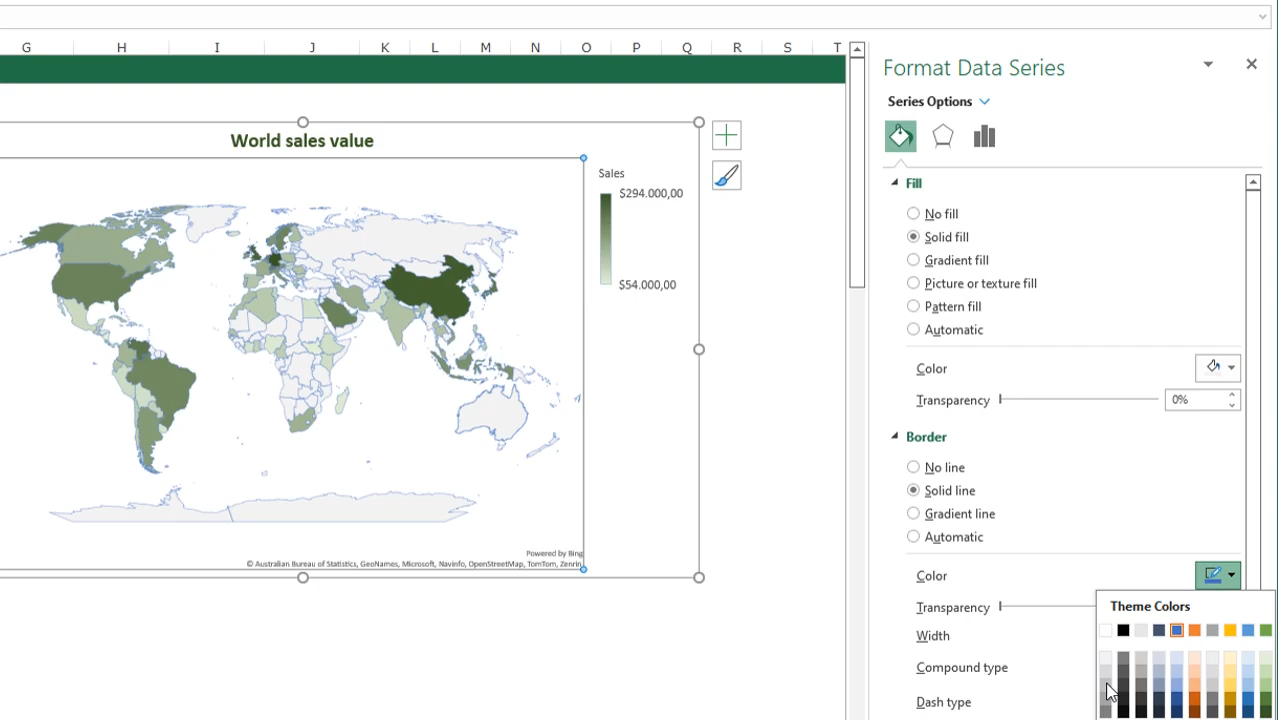 G H I J K L M N O P Q R S T
Format Data Series
Series Options
World sales value
Sales
$294.000,00
$54.000,00
Powered by Bing
© Australian Bureau of Statistics, GeoNames, Microsoft, Navinfo, OpenStreetMap, TomTom, Zenrin
Fill
No fill
Solid fill
Gradient fill
Picture or texture fill
Pattern fill
Automatic
Color
Transparency 0%
Border
No line
Solid line
Gradient line
Automatic
Color
Transparency
Theme Colors
Width
Compound type
Dash type